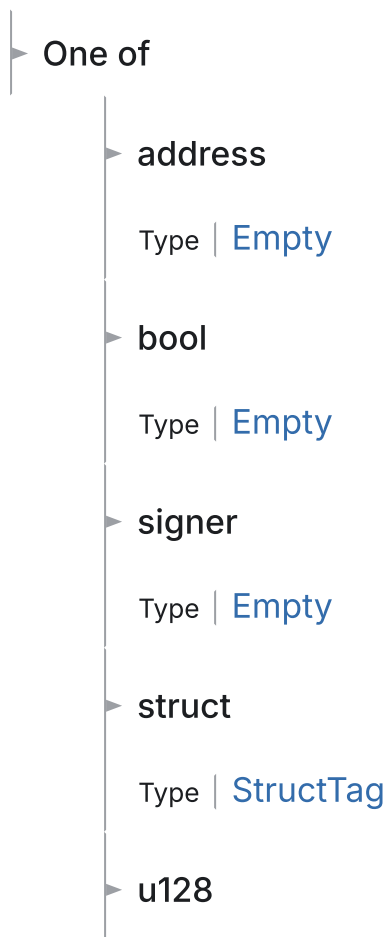 One of
address
Type Empty
bool
Type Empty
signer
Type Empty
struct
Type StructTag
u128